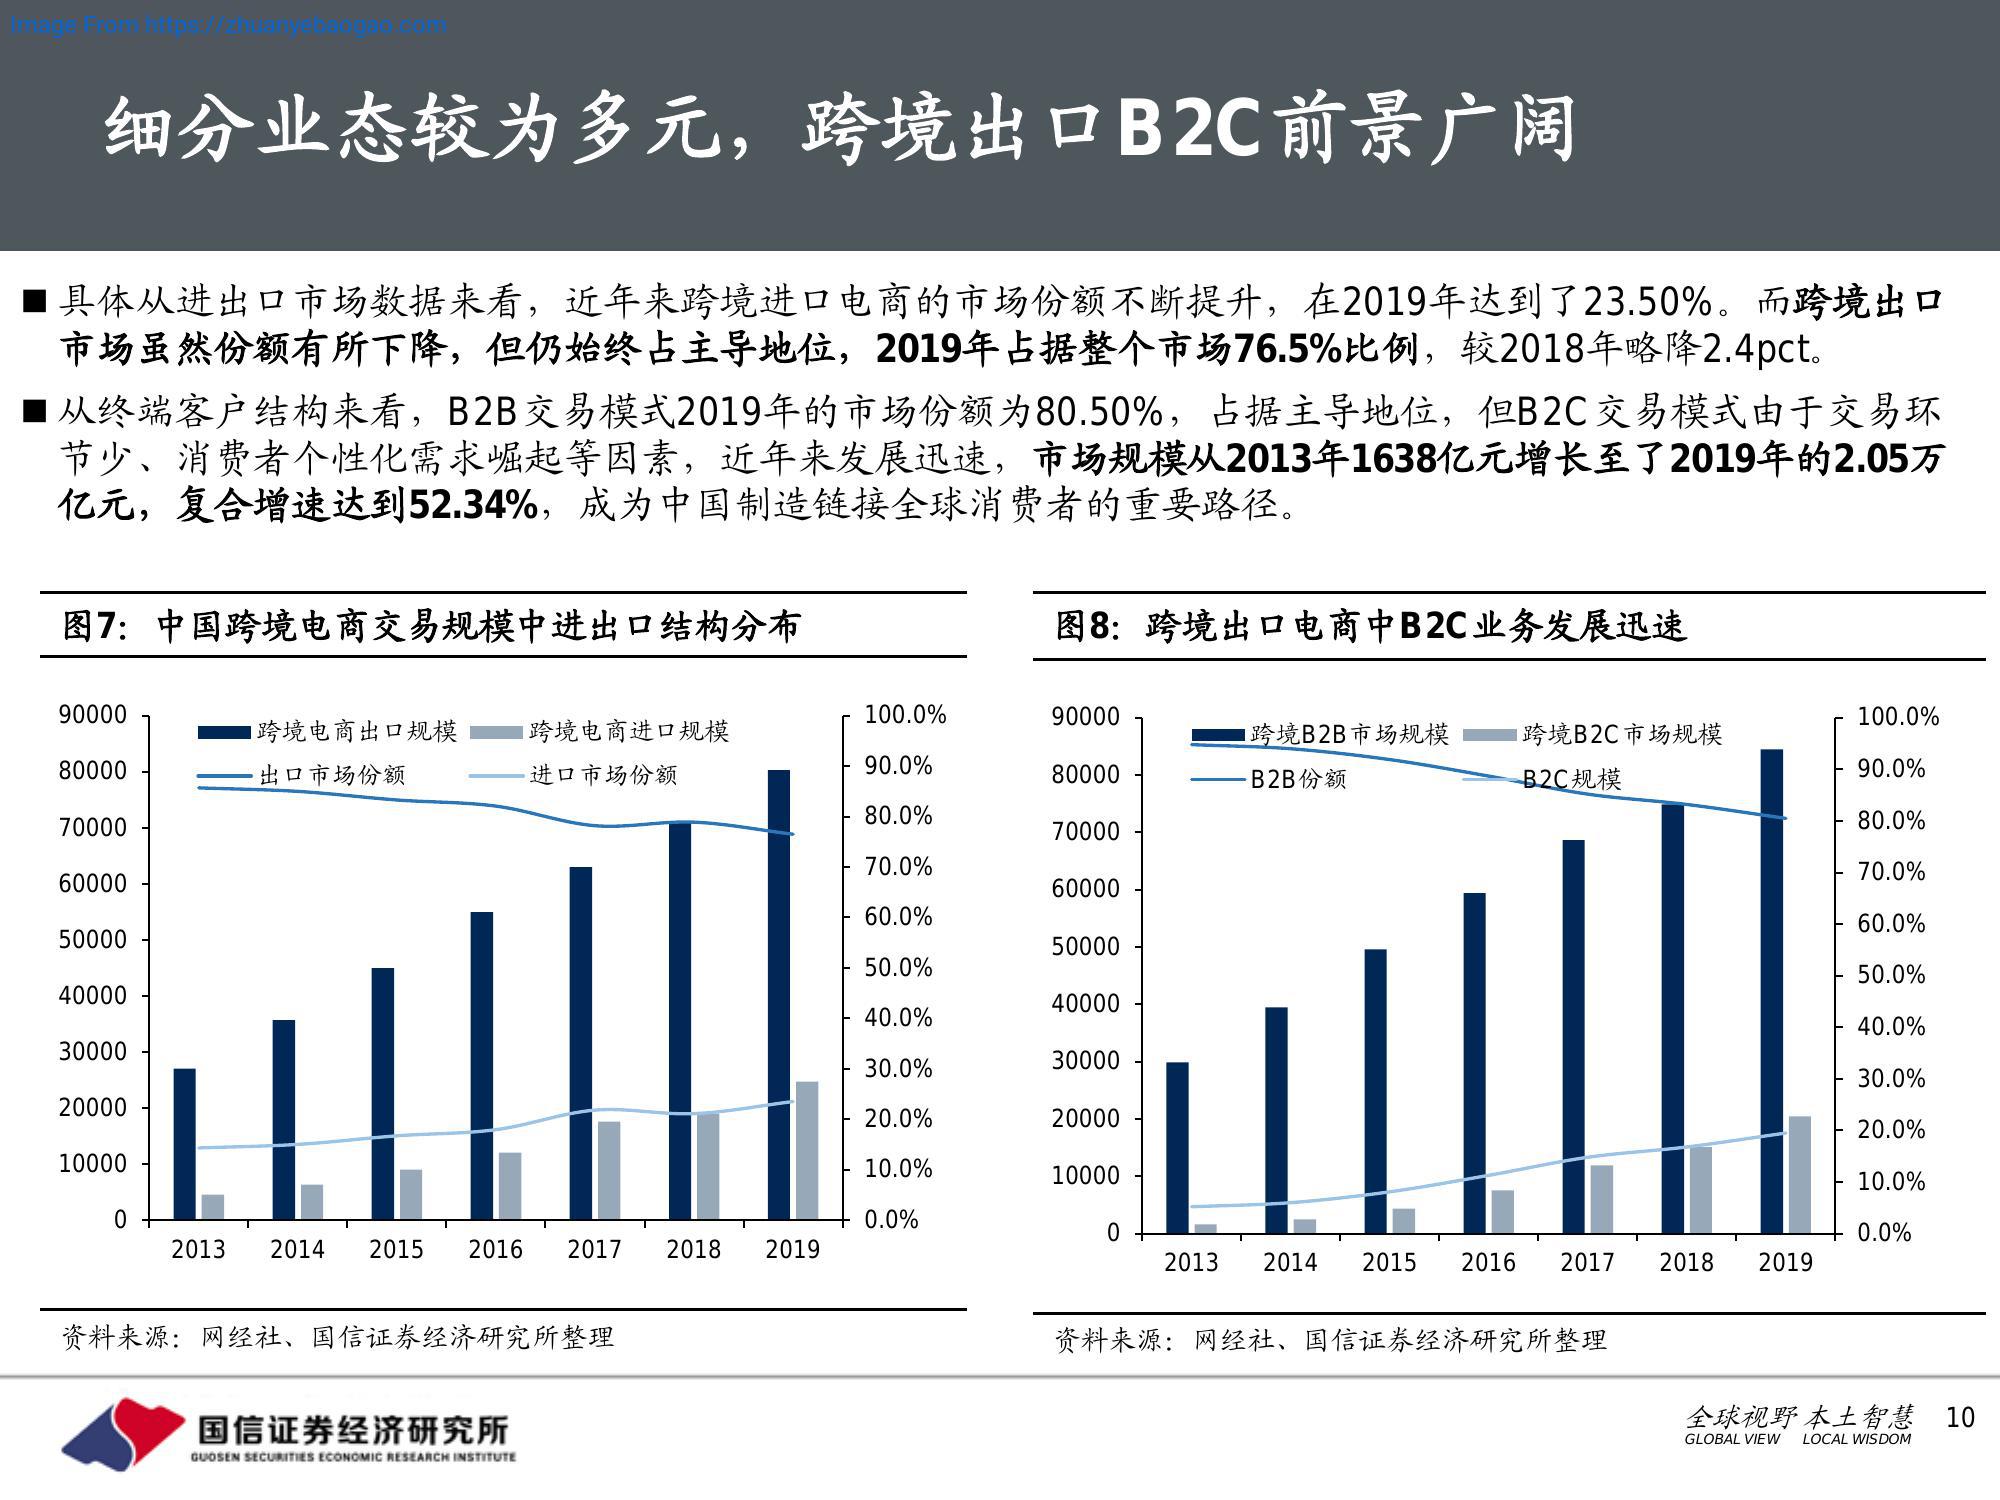 Image From https://zhuanyebaogao.com
细分业态较为多元，跨境出口B2C前景广阔
■具体从进出口市场数据来看，近年来跨境进口电商的市场份额不断提升，在2019年达到了23.50%。而跨境出口
市场虽然份额有所下降，但仍始终占主导地位，2019年占据整个市场76.5%比例，较2018年略降2.4pct。
■从终端客户结构来看，B2B交易模式2019年的市场份额为80.50%，占据主导地位，但B2C交易模式由于交易环
节少、消费者个性化需求崛起等因素，近年来发展迅速，市场规模从2013年1638亿元增长至了2019年的2.05万
亿元，复合增速达到52.34%，成为中国制造链接全球消费者的重要路径。
图7：中国跨境电商交易规模中进出口结构分布
90000
80000
70000
60000
50000
40000
30000
20000
10000
0
跨境电商出口规模 跨境电商进口规模
出口市场份额 进口市场份额
100.0%
90.0%
80.0%
70.0%
60.0%
50.0%
40.0%
30.0%
20.0%
10.0%
0.0%
2013 2014 2015 2016 2017 2018 2019
资料来源：网经社、国信证券经济研究所整理
图8：跨境出口电商中B2C业务发展迅速
90000
80000
70000
60000
50000
40000
30000
20000
10000
0
跨境B2B市场规模 跨境B2C市场规模
B2B份额 B2C规模
100.0%
90.0%
80.0%
70.0%
60.0%
50.0%
40.0%
30.0%
20.0%
10.0%
0.0%
2013 2014 2015 2016 2017 2018 2019
资料来源：网经社、国信证券经济研究所整理
国信证券经济研究所
GUOSEN SECURITIES ECONOMIC RESEARCH INSTITUTE
全球视野 本土智慧
GLOBAL VIEW LOCAL WISDOM
10